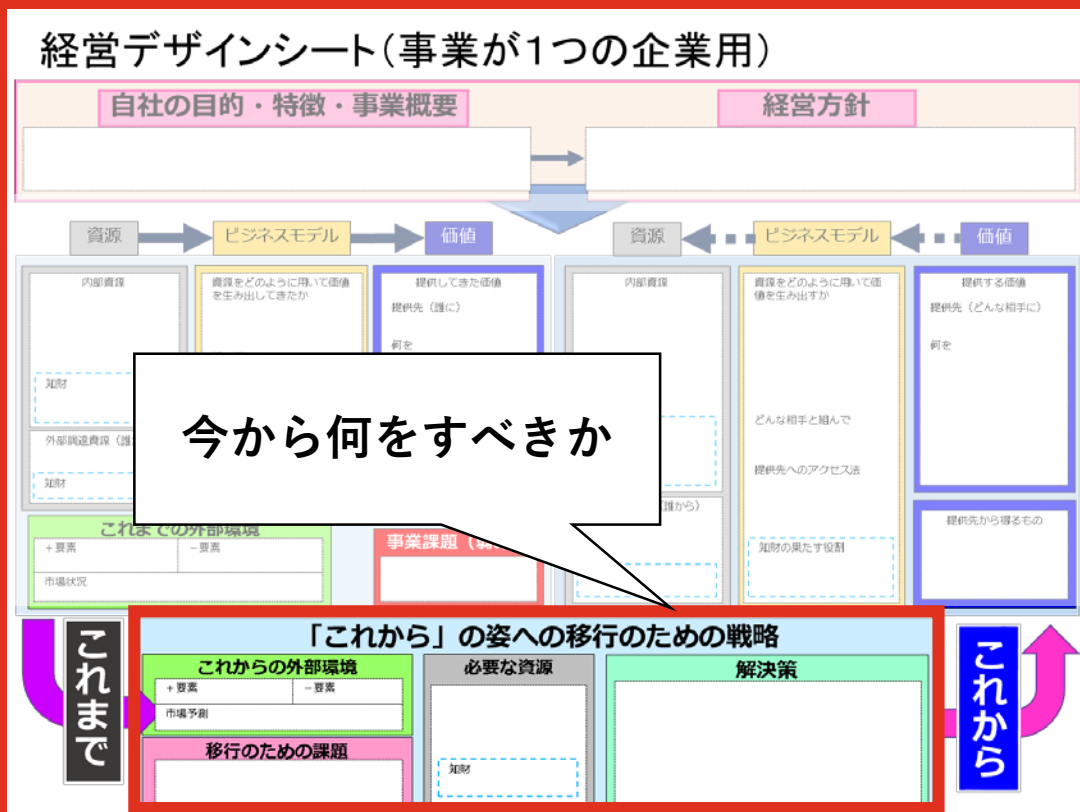 経営デザインシート(事業が1つの企業用)
自社の目的・特徴・事業概要
経営方針
資源
ビジネスモデル
価値
資源
ビジネスモデル
価値
内部資源
知財
外部調達資源(誰
知財
資源をどのように用いて価値
を生み出してきたか
提供してきた価値
提供先(誰に)
何を
内部資源
誰から)
資源をどのように用いて価
値を生み出すか
どんな相手と組んで
提供先へのアクセス法
知財の果たす役割
提供する価値
提供先(どんな相手に)
何を
提供先から得るもの
今から何をすべきか
これまでの外部環境
+要素
-要素
市場状況
事業課題(
これまで
「これから」の姿への移行のための戦略
これからの外部環境
+要素
-要素
市場予測
移行のための課題
必要な資源
知財
解決策
これから